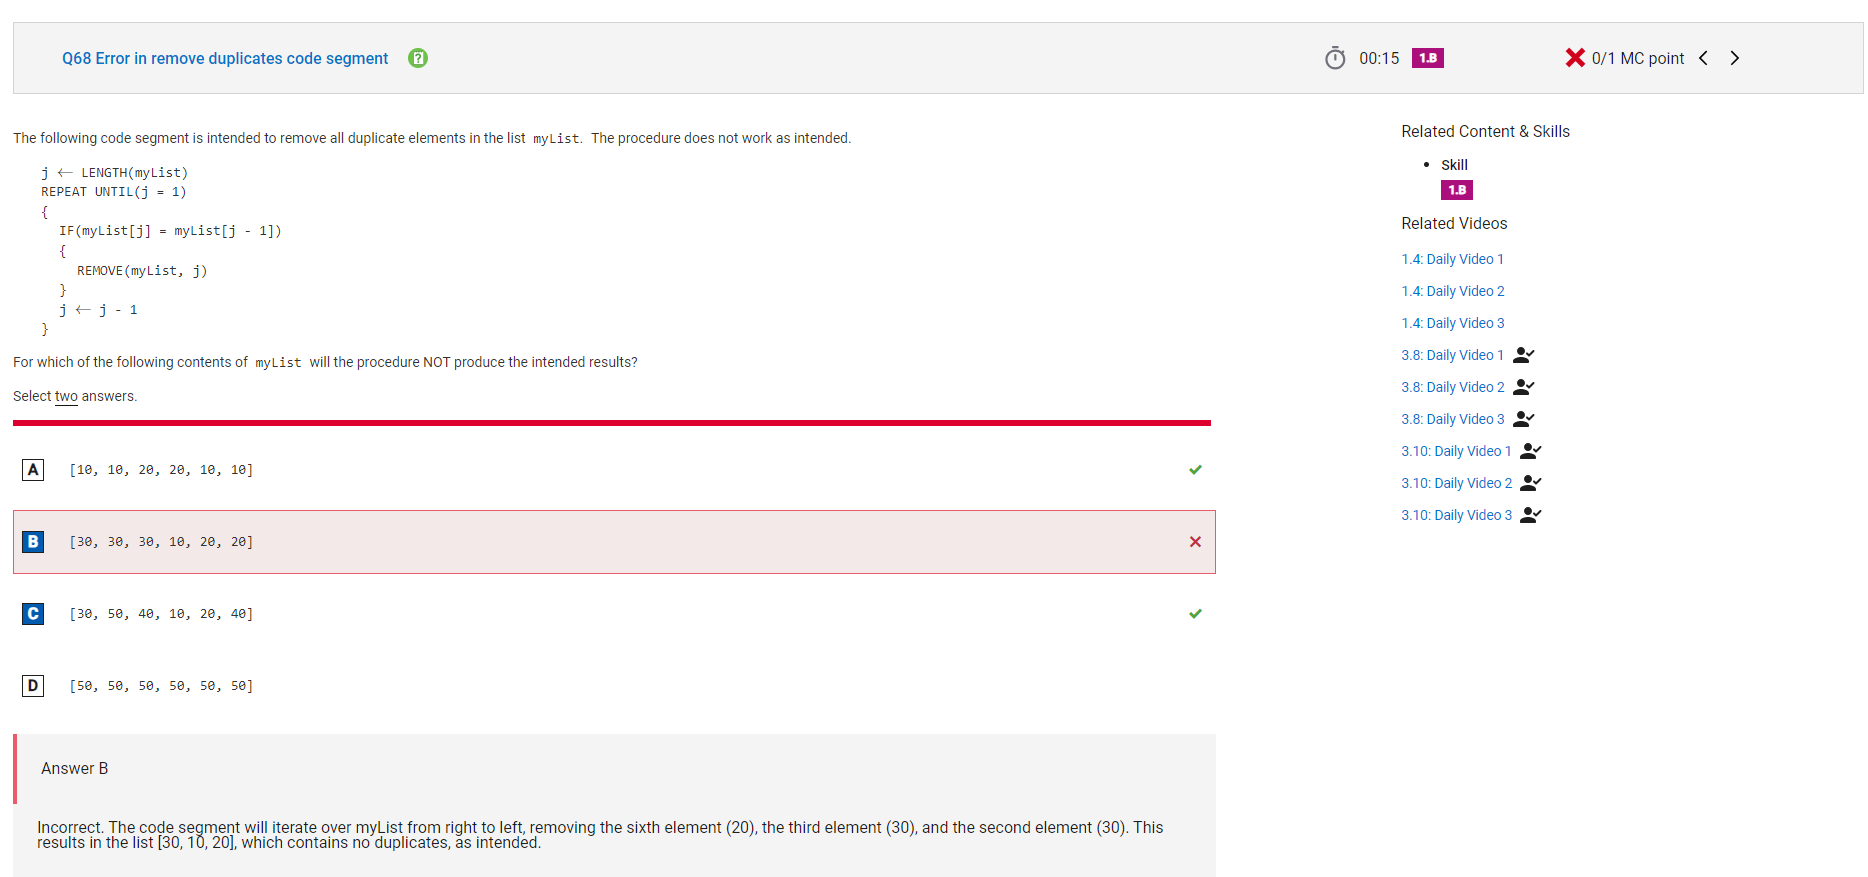 Q68 Error in remove duplicates code segment
00:15 1.B
0/1 MC point
The following code segment is intended to remove all duplicate elements in the list myList. The procedure does not work as intended.
j ← LENGTH(myList)
REPEAT UNTIL(j = 1)
{
IF(myList[j] = myList[j - 1])
{
REMOVE(myList, j)
}
j ← j - 1
}
For which of the following contents of myList will the procedure NOT produce the intended results?
Select two answers.
A [10, 10, 20, 20, 10, 10]
B [30, 30, 30, 10, 20, 20]
C [30, 50, 40, 10, 20, 40]
D [50, 50, 50, 50, 50, 50]
Answer B
Incorrect. The code segment will iterate over myList from right to left, removing the sixth element (20), the third element (30), and the second element (30). This
results in the list [30, 10, 20], which contains no duplicates, as intended.
Related Content & Skills
• Skill
1.B
Related Videos
1.4: Daily Video 1
1.4: Daily Video 2
1.4: Daily Video 3
3.8: Daily Video 1
3.8: Daily Video 2
3.8: Daily Video 3
3.10: Daily Video 1
3.10: Daily Video 2
3.10: Daily Video 3